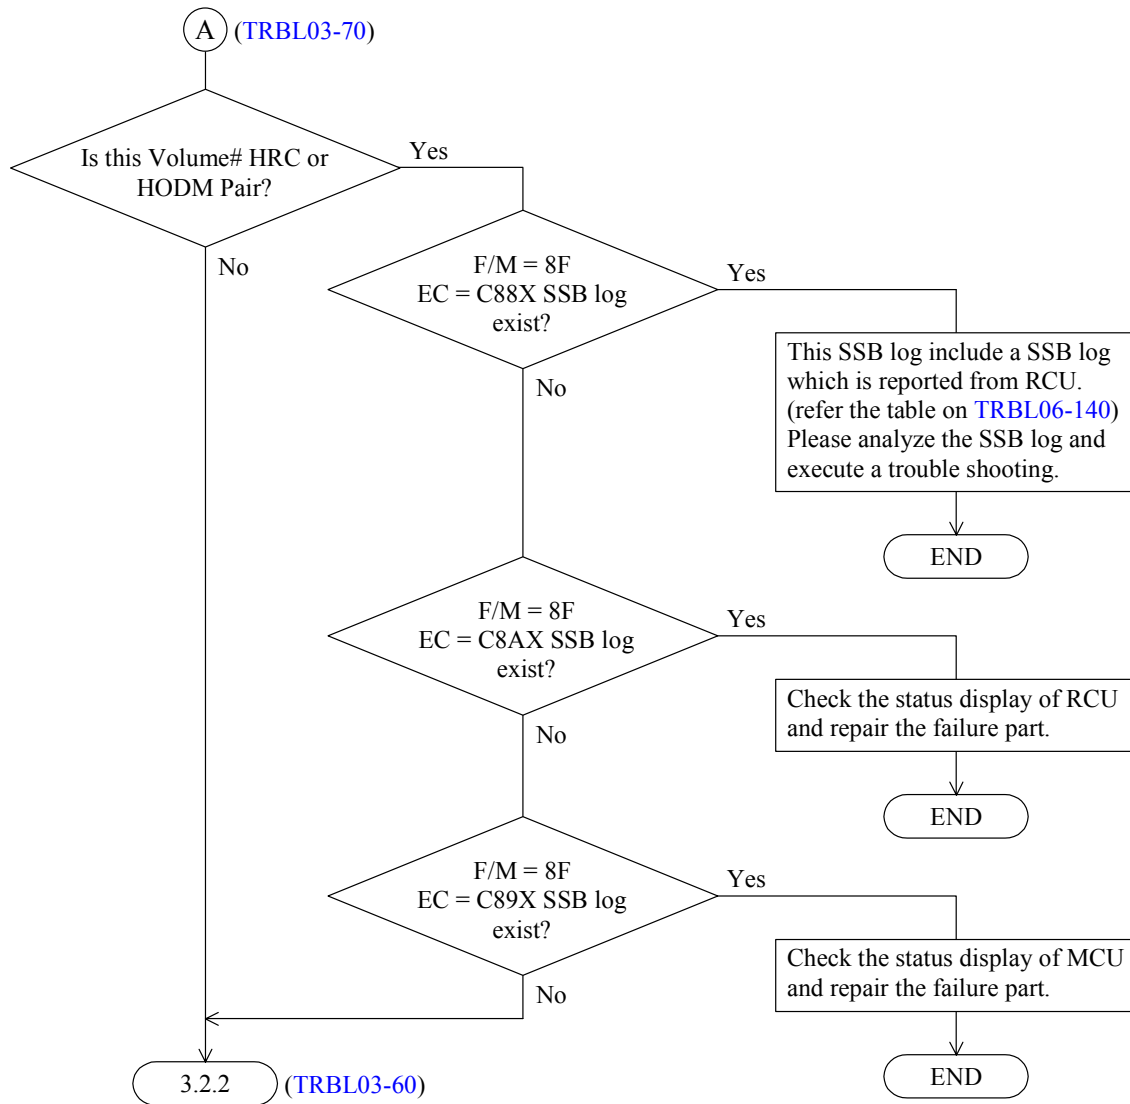 A (TRBL03-70)
Is this Volume# HRC or
HODM Pair?
Yes
No
F/M = 8F
EC = C88X SSB log
exist?
Yes
No
This SSB log include a SSB log
which is reported from RCU.
(refer the table on TRBL06-140)
Please analyze the SSB log and
execute a trouble shooting.
END
F/M = 8F
EC = C8AX SSB log
exist?
Yes
No
Check the status display of RCU
and repair the failure part.
END
F/M = 8F
EC = C89X SSB log
exist?
Yes
No
Check the status display of MCU
and repair the failure part.
END
3.2.2 (TRBL03-60)